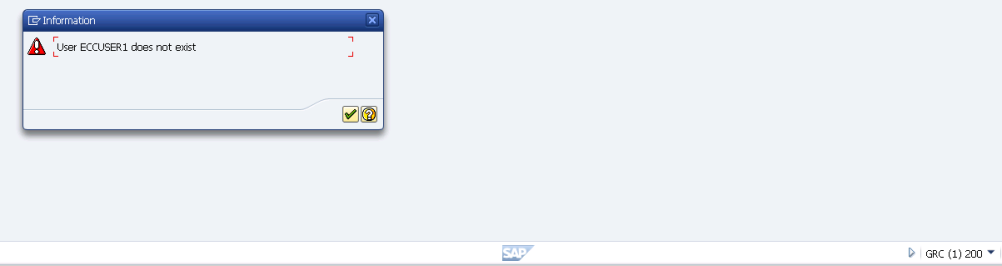 Information
User ECCUSER1 does not exist
SAP
GRC (1) 200